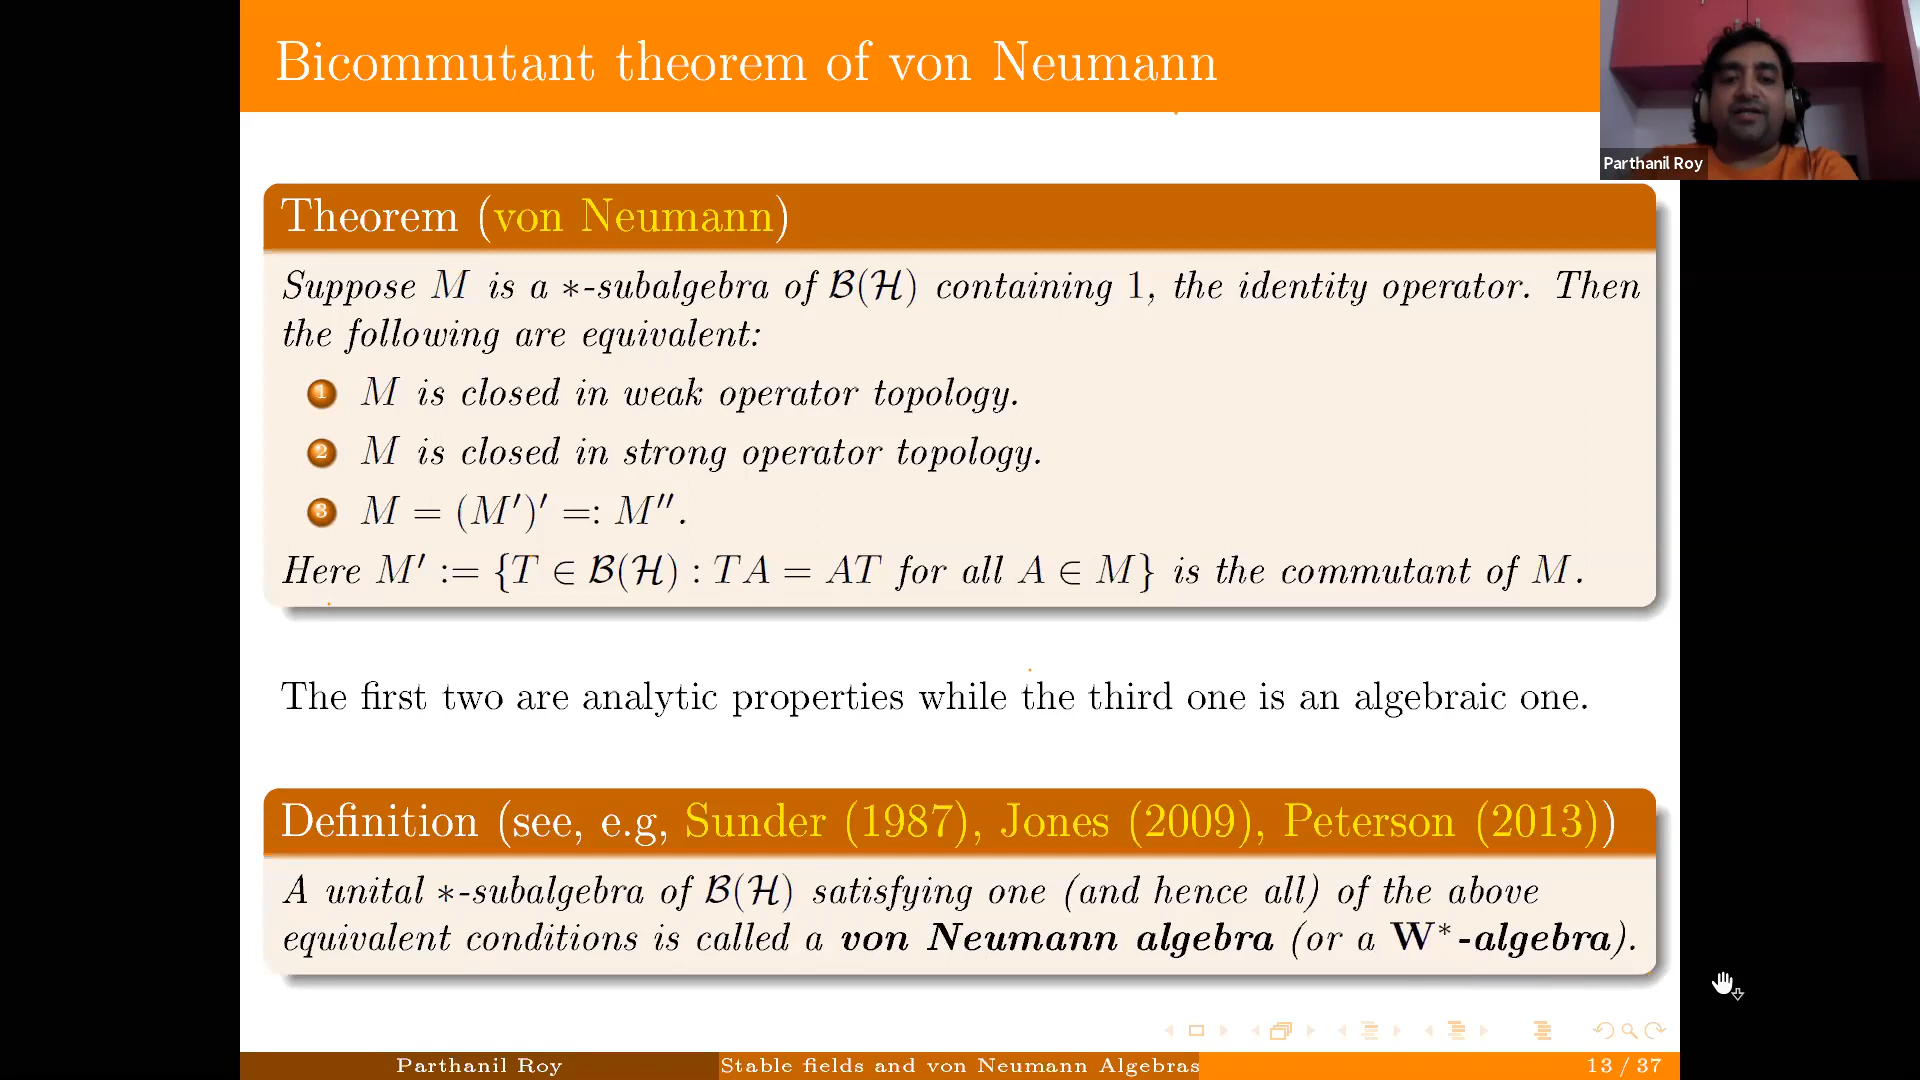 Bicommutant theorem of von Neumann
Parthanil Roy
Theorem (von Neumann)
Suppose M is a ∗-subalgebra of ℬ(ℋ) containing 1, the identity operator. Then
the following are equivalent:
1 M is closed in weak operator topology.
2 M is closed in strong operator topology.
3 M = (M′)′ =: M′′.
Here M′ := {T ∈ ℬ(ℋ) : TA = AT for all A ∈ M} is the commutant of M.
The first two are analytic properties while the third one is an algebraic one.
Definition (see, e.g, Sunder (1987), Jones (2009), Peterson (2013))
A unital ∗-subalgebra of ℬ(ℋ) satisfying one (and hence all) of the above
equivalent conditions is called a von Neumann algebra (or a W*-algebra).
Parthanil Roy Stable fields and von Neumann Algebras 13 / 37